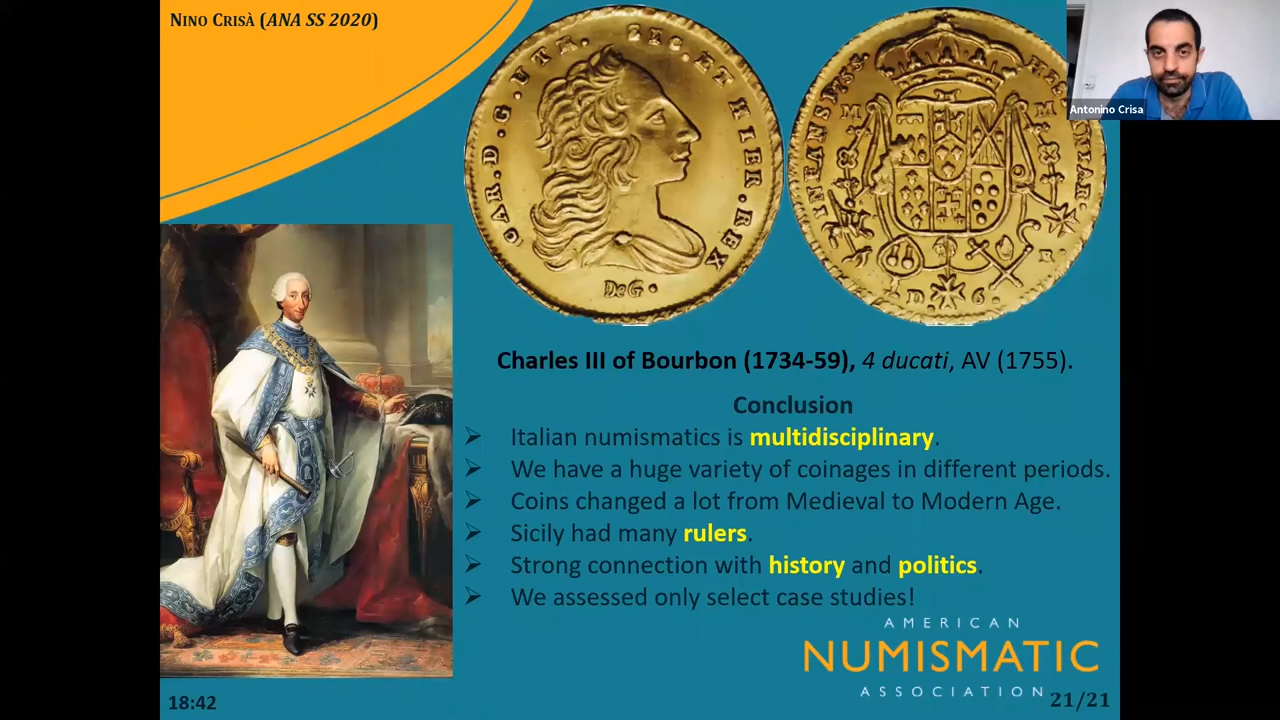 Nino Crisà (ANA SS 2020)
CAR.D.G.UTR. SIC.ET HIER.REX
DeG.
INFANS
HIS
M M
R.
D. 6.
Antonino Crisa
Charles III of Bourbon (1734-59), 4 ducati, AV (1755).
Conclusion
➢ Italian numismatics is multidisciplinary.
➢ We have a huge variety of coinages in different periods.
➢ Coins changed a lot from Medieval to Modern Age.
➢ Sicily had many rulers.
➢ Strong connection with history and politics.
➢ We assessed only select case studies!
AMERICAN
NUMISMATIC
ASSOCIATION
18:42
21/21